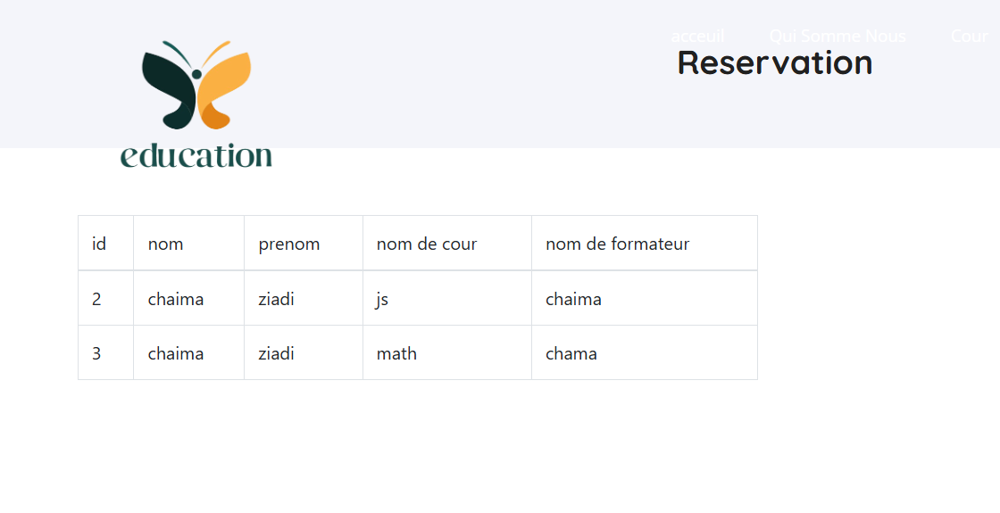 acceuil Qui Somme Nous Cour
Reservation
education
id nom prenom nom de cour nom de formateur
2 chaima ziadi js chaima
3 chaima ziadi math chama